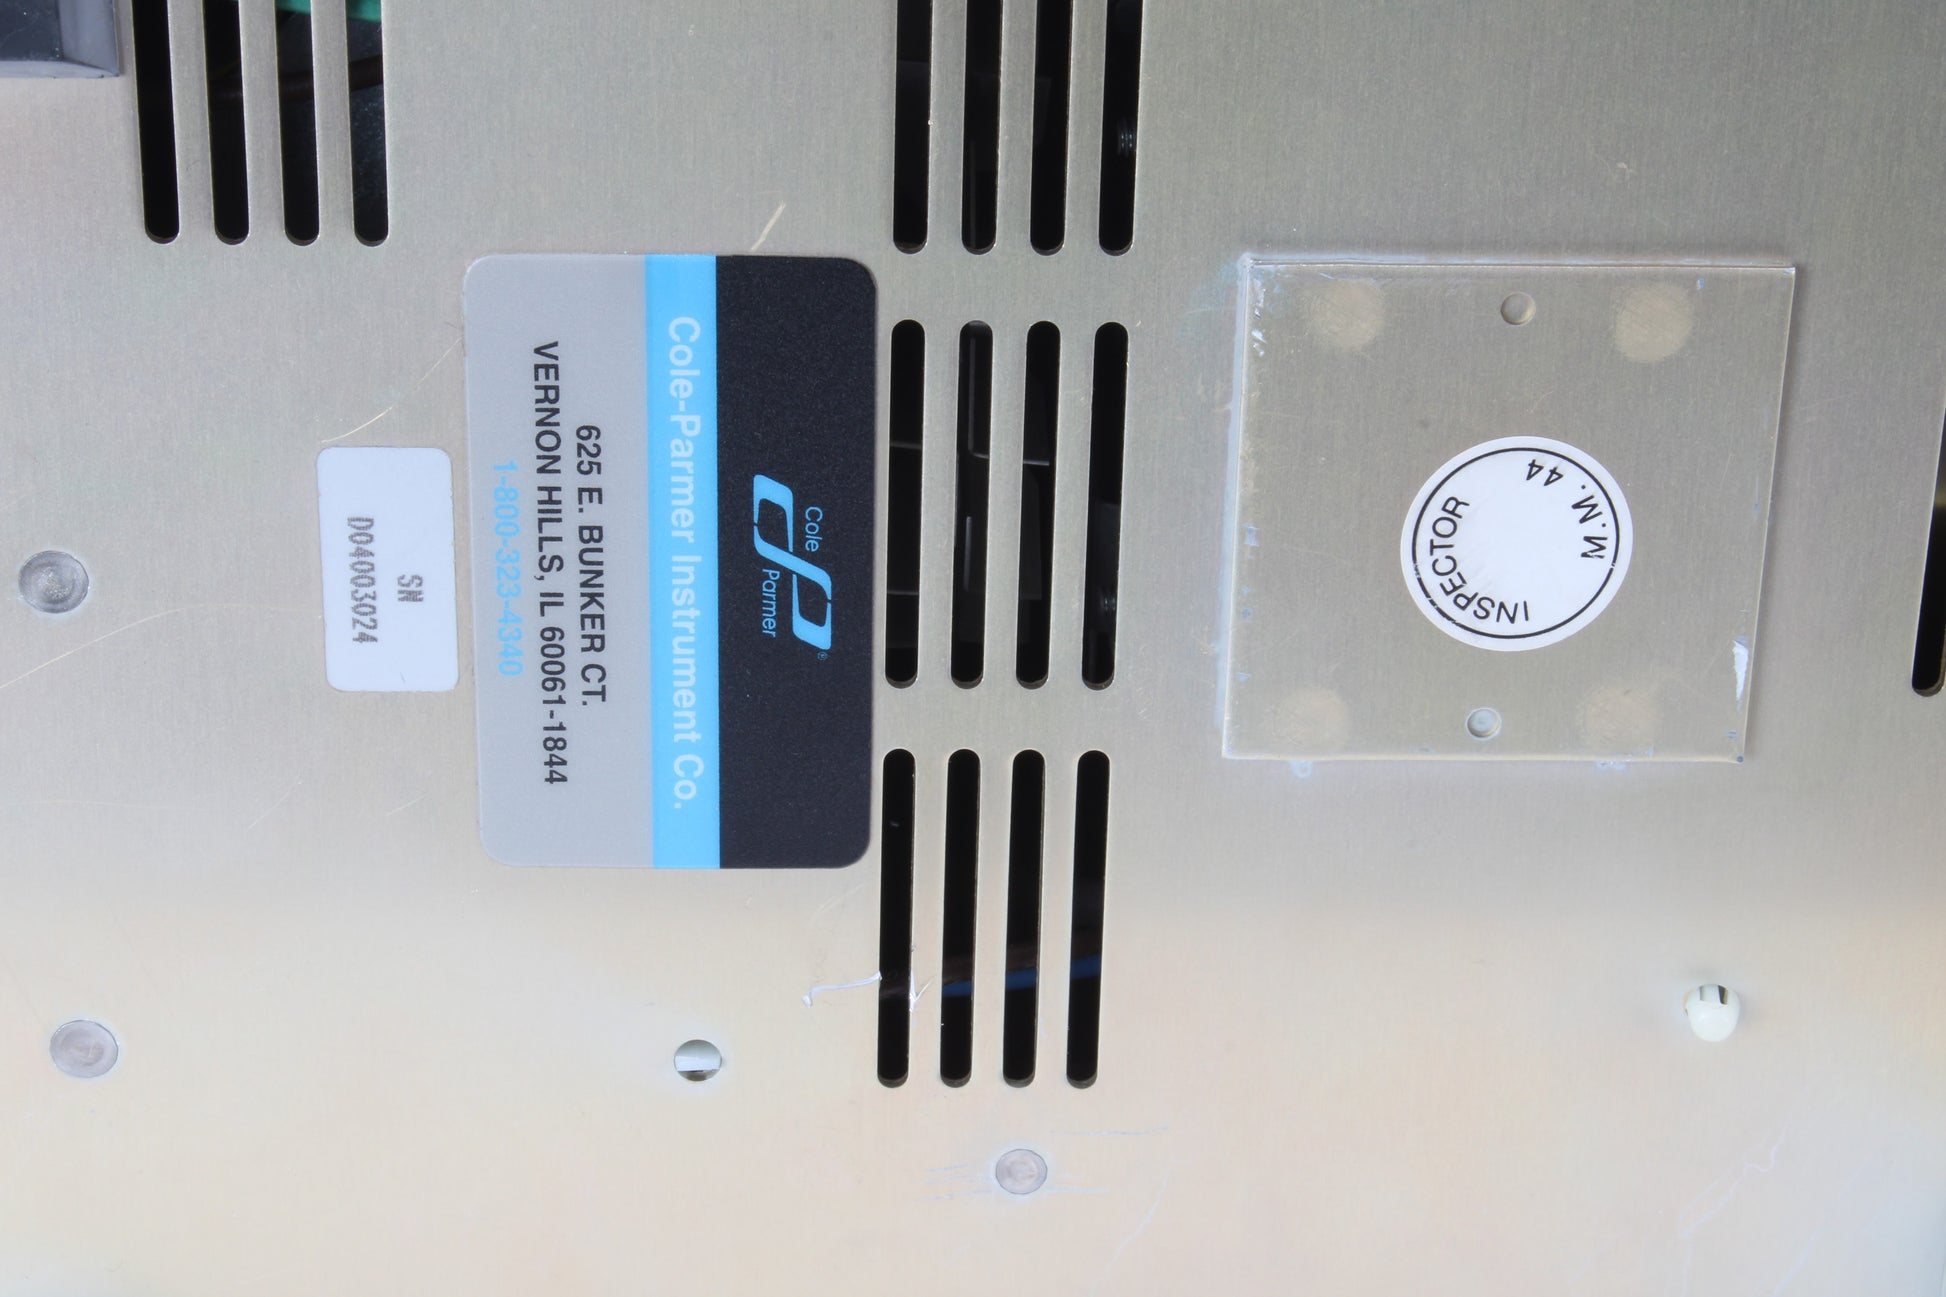 Cole
Parmer®
Cole-Parmer Instrument Co.
625 E. BUNKER CT.
VERNON HILLS, IL 60061-1844
1-800-323-4340
SN
D04003024
INSPECTOR
M.M. 44